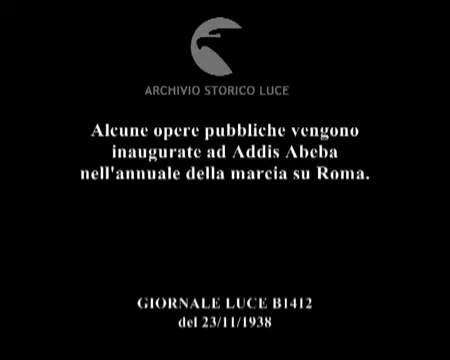 ARCHIVIO STORICO LUCE
Alcune opere pubbliche vengono
inaugurate ad Addis Abeba
nell'annuale della marcia su Roma.
GIORNALE LUCE B1412
del 23/11/1938